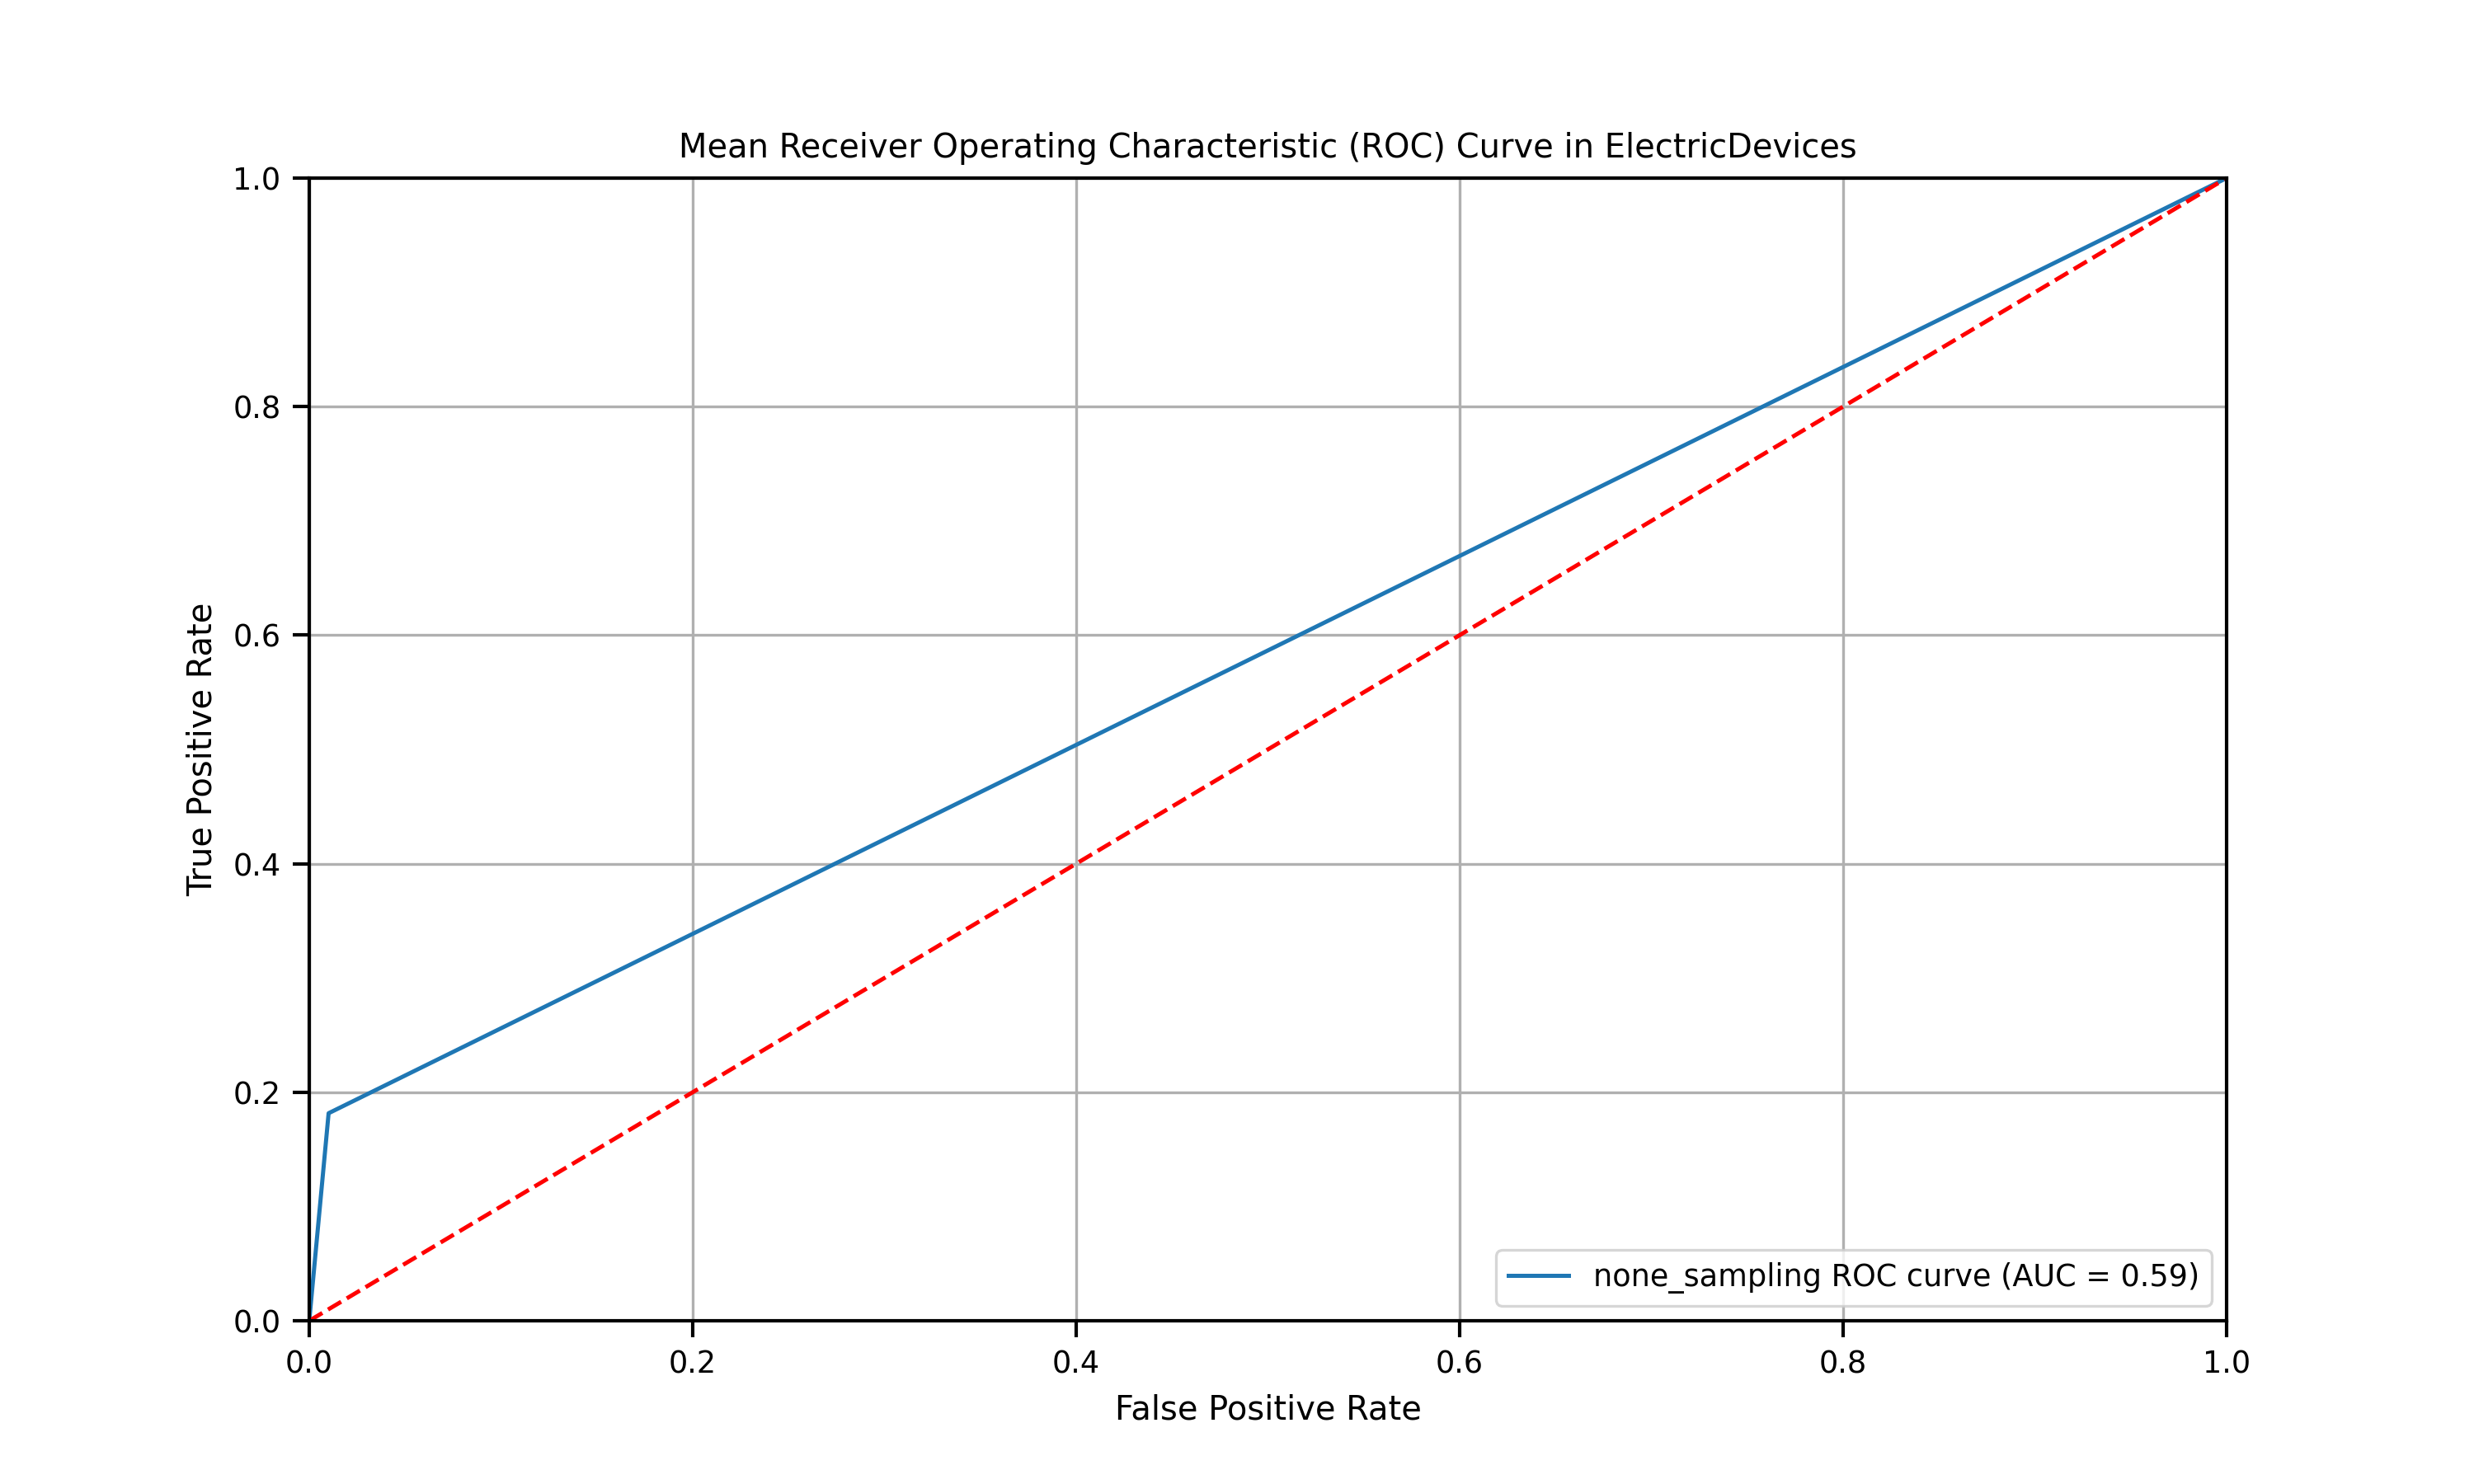 Mean Receiver Operating Characteristic (ROC) Curve in ElectricDevices
1.0
0.8
0.6
0.4
0.2
0.0
True Positive Rate
none_sampling ROC curve (AUC = 0.59)
0.0 0.2 0.4 0.6 0.8 1.0
False Positive Rate